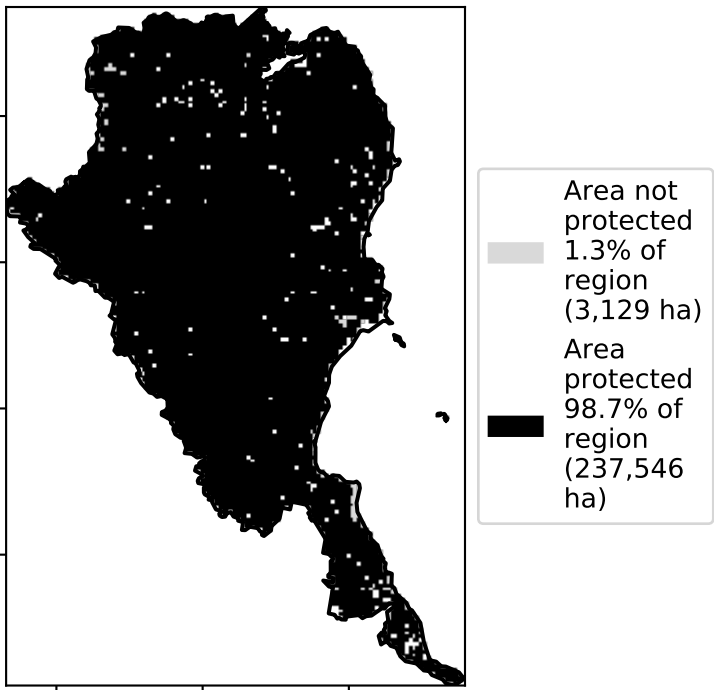 Area not
protected
1.3% of
region
(3,129 ha)
Area
protected
98.7% of
region
(237,546
ha)